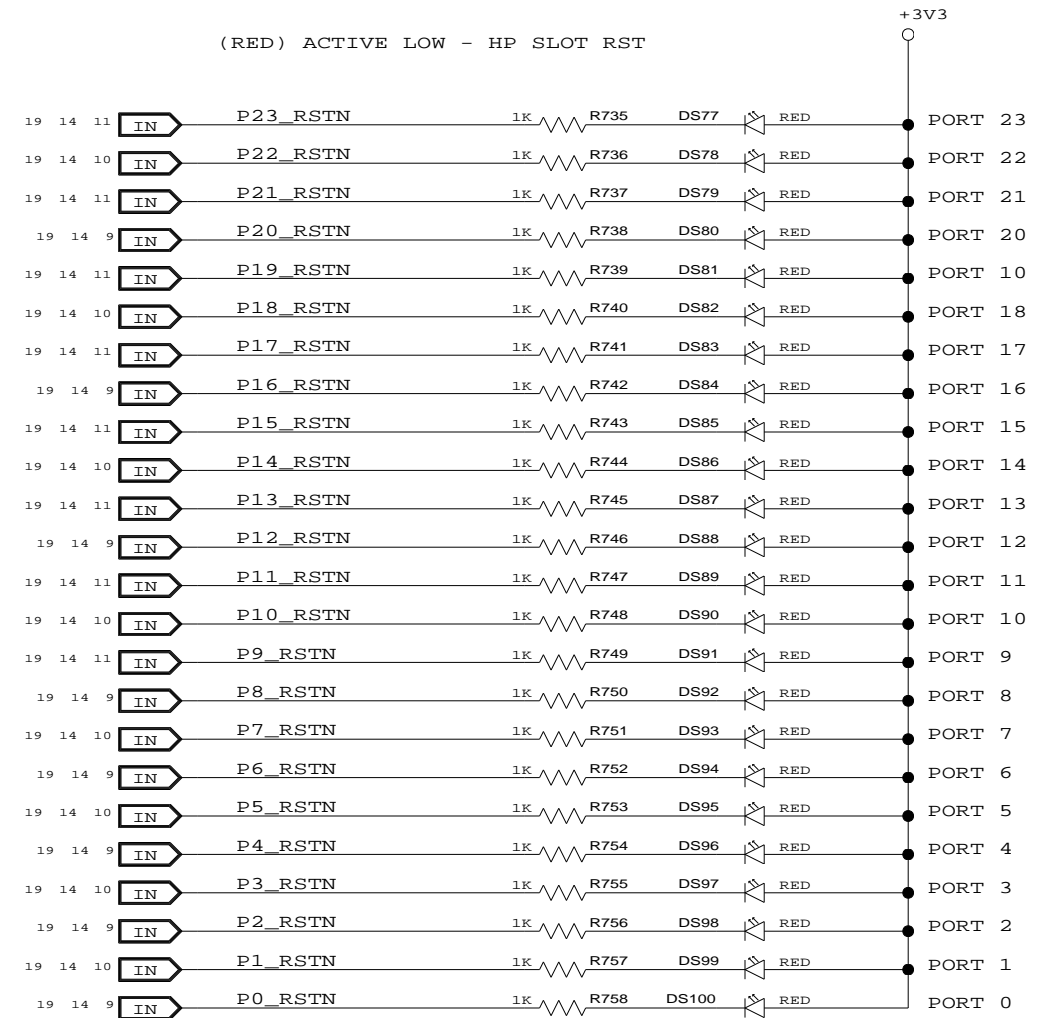 +3V3
(RED) ACTIVE LOW - HP SLOT RST
19 14 11 IN P23_RSTN 1K R735 DS77 RED PORT 23
19 14 10 IN P22_RSTN 1K R736 DS78 RED PORT 22
19 14 11 IN P21_RSTN 1K R737 DS79 RED PORT 21
19 14 9 IN P20_RSTN 1K R738 DS80 RED PORT 20
19 14 11 IN P19_RSTN 1K R739 DS81 RED PORT 10
19 14 10 IN P18_RSTN 1K R740 DS82 RED PORT 18
19 14 11 IN P17_RSTN 1K R741 DS83 RED PORT 17
19 14 9 IN P16_RSTN 1K R742 DS84 RED PORT 16
19 14 11 IN P15_RSTN 1K R743 DS85 RED PORT 15
19 14 10 IN P14_RSTN 1K R744 DS86 RED PORT 14
19 14 11 IN P13_RSTN 1K R745 DS87 RED PORT 13
19 14 9 IN P12_RSTN 1K R746 DS88 RED PORT 12
19 14 11 IN P11_RSTN 1K R747 DS89 RED PORT 11
19 14 10 IN P10_RSTN 1K R748 DS90 RED PORT 10
19 14 11 IN P9_RSTN 1K R749 DS91 RED PORT 9
19 14 9 IN P8_RSTN 1K R750 DS92 RED PORT 8
19 14 10 IN P7_RSTN 1K R751 DS93 RED PORT 7
19 14 9 IN P6_RSTN 1K R752 DS94 RED PORT 6
19 14 10 IN P5_RSTN 1K R753 DS95 RED PORT 5
19 14 9 IN P4_RSTN 1K R754 DS96 RED PORT 4
19 14 10 IN P3_RSTN 1K R755 DS97 RED PORT 3
19 14 9 IN P2_RSTN 1K R756 DS98 RED PORT 2
19 14 10 IN P1_RSTN 1K R757 DS99 RED PORT 1
19 14 9 IN P0_RSTN 1K R758 DS100 RED PORT 0